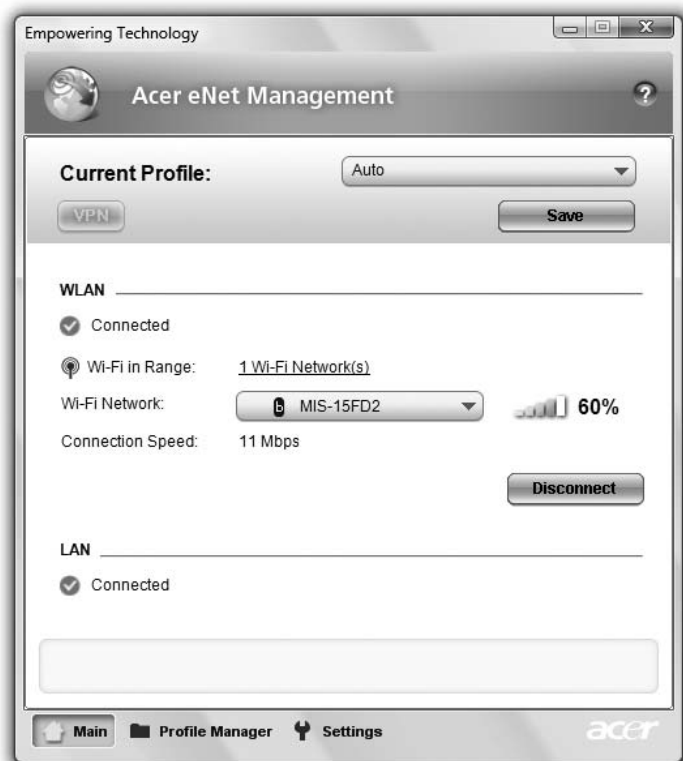 Empowering Technology
Acer eNet Management
?
Current Profile:
Auto
VPN
Save
WLAN
Connected
Wi-Fi in Range: 1 Wi-Fi Network(s)
Wi-Fi Network: b MIS-15FD2 60%
Connection Speed: 11 Mbps
Disconnect
LAN
Connected
Main Profile Manager Settings acer